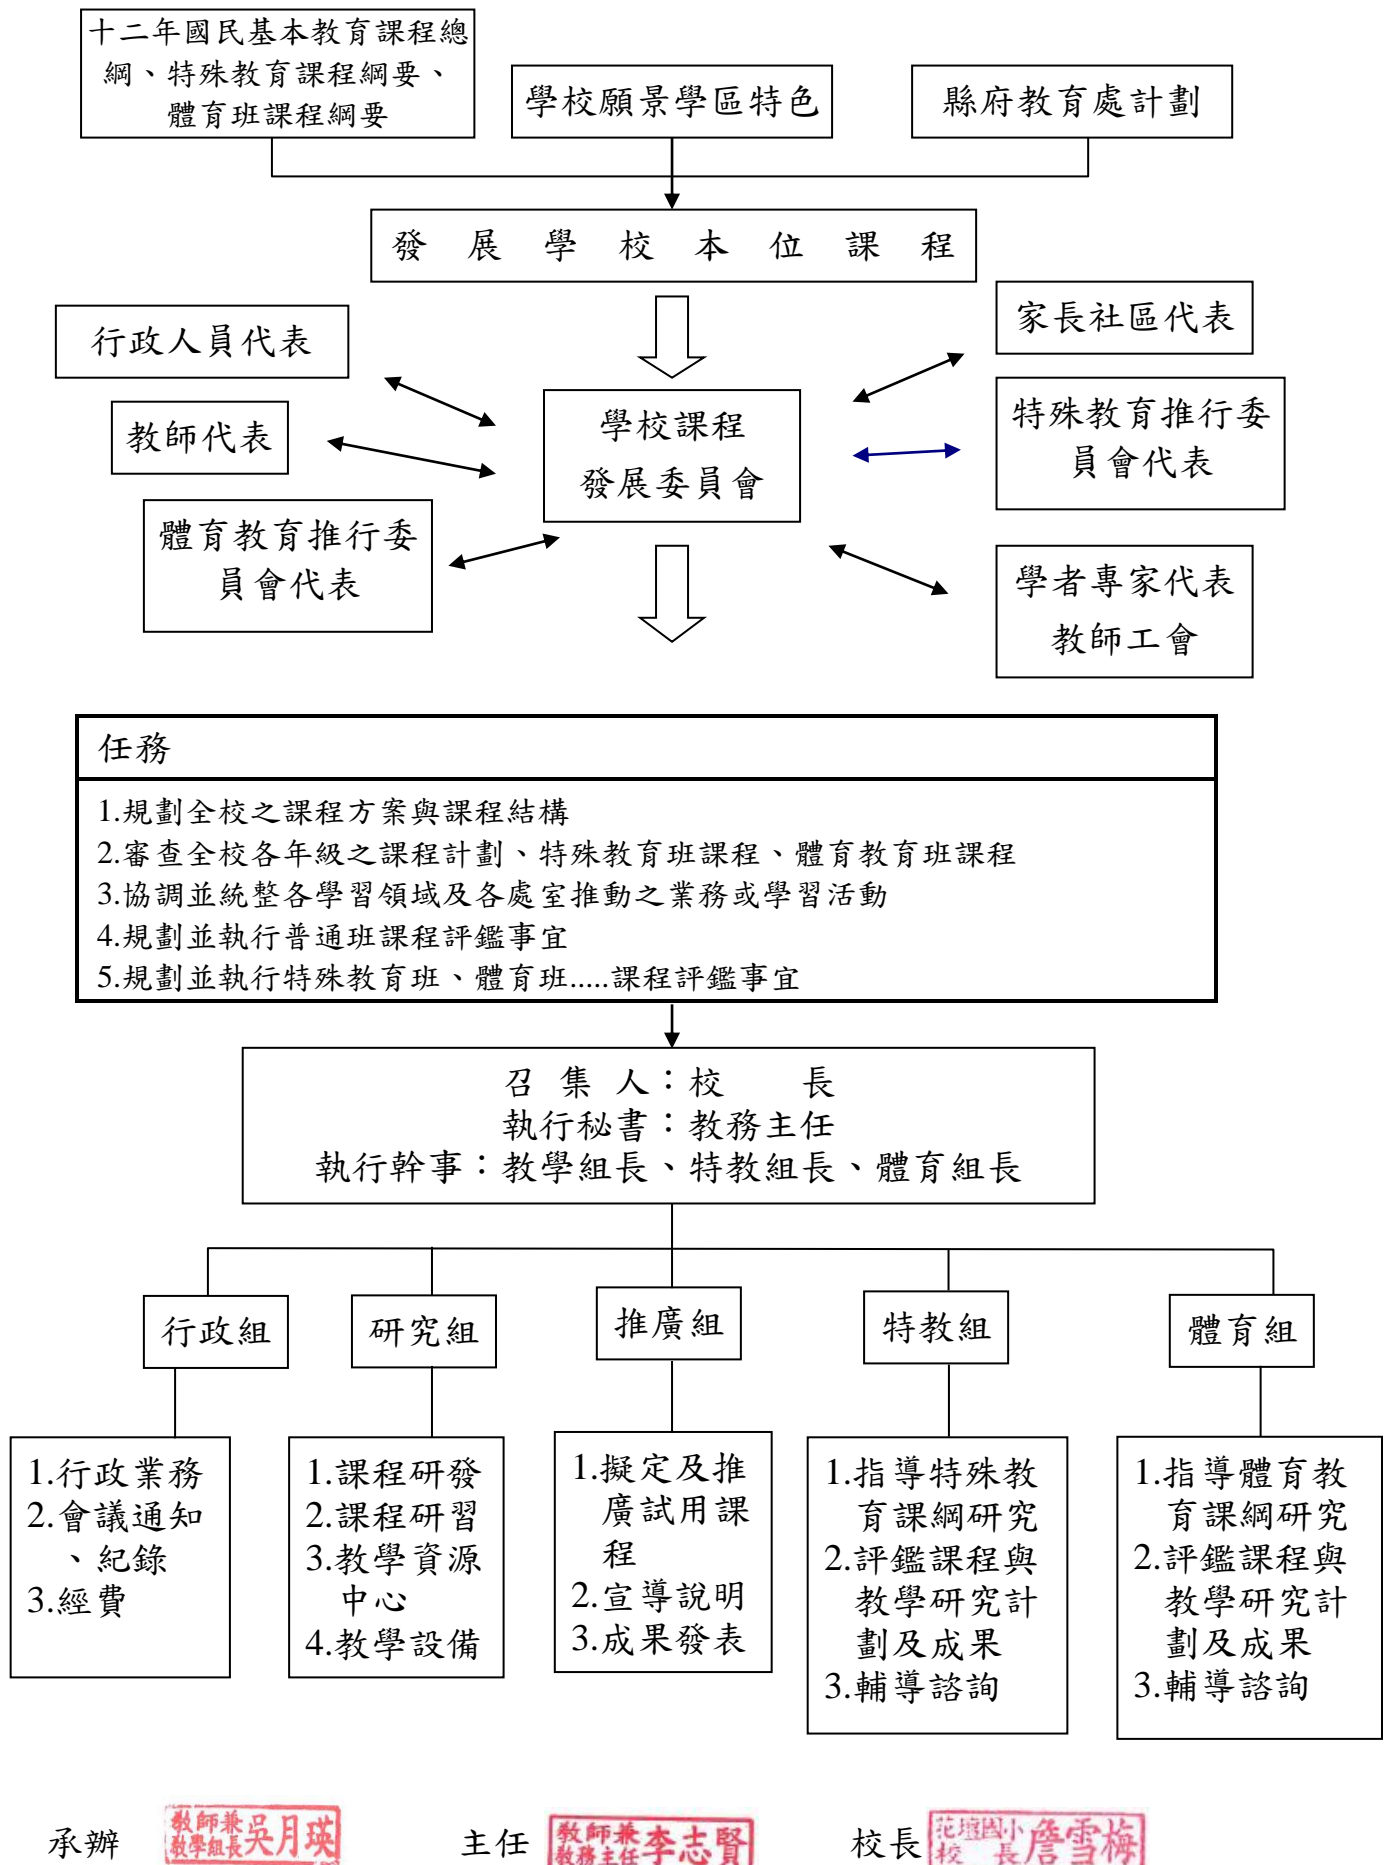 十二年國民基本教育課程總
綱、特殊教育課程綱要、
體育班課程綱要
學校願景學區特色
縣府教育處計劃
發展學校本位課程
行政人員代表
教師代表
體育教育推行委
員會代表
學校課程
發展委員會
家長社區代表
特殊教育推行委
員會代表
學者專家代表
教師工會
任務
1.規劃全校之課程方案與課程結構
2.審查全校各年級之課程計劃、特殊教育班課程、體育教育班課程
3.協調並統整各學習領域及各處室推動之業務或學習活動
4.規劃並執行普通班課程評鑑事宜
5.規劃並執行特殊教育班、體育班.....課程評鑑事宜
召 集 人：校　　長
執行秘書：教務主任
執行幹事：教學組長、特教組長、體育組長
行政組
研究組
推廣組
特教組
體育組
1.行政業務
2.會議通知
、紀錄
3.經費
1.課程研發
2.課程研習
3.教學資源
中心
4.教學設備
1.擬定及推
廣試用課
程
2.宣導說明
3.成果發表
1.指導特殊教
育課綱研究
2.評鑑課程與
教學研究計
劃及成果
3.輔導諮詢
1.指導體育教
育課綱研究
2.評鑑課程與
教學研究計
劃及成果
3.輔導諮詢
承辦
教師兼
教學組長
吳月瑛
主任
教師兼
教務主任
李志賢
校長
花壇國小
校長
詹雪梅